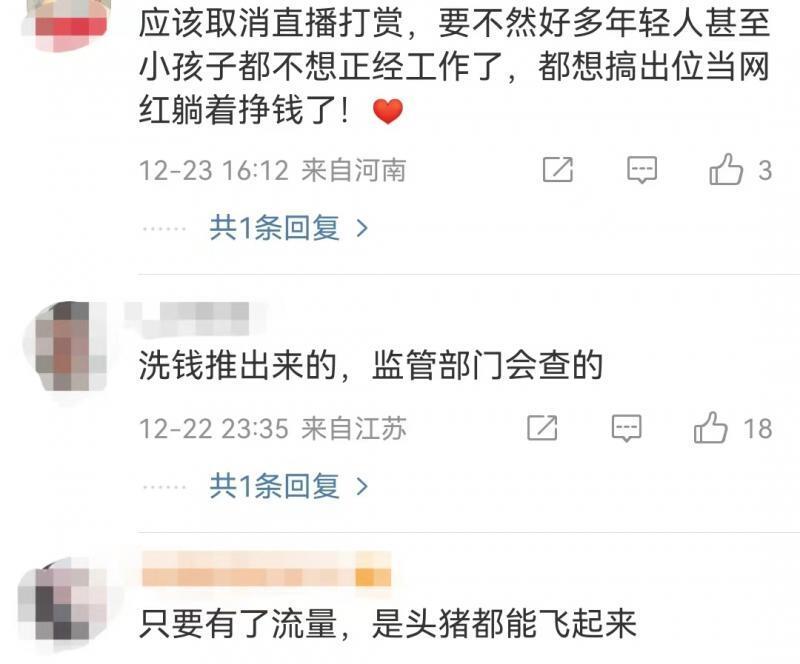 应该取消直播打赏，要不然好多年轻人甚至
小孩子都不想正经工作了，都想搞出位当网
红躺着挣钱了！❤️
12-23 16:12 来自河南
3
共1条回复 >
洗钱推出来的，监管部门会查的
12-22 23:35 来自江苏
18
共1条回复 >
只要有了流量，是头猪都能飞起来